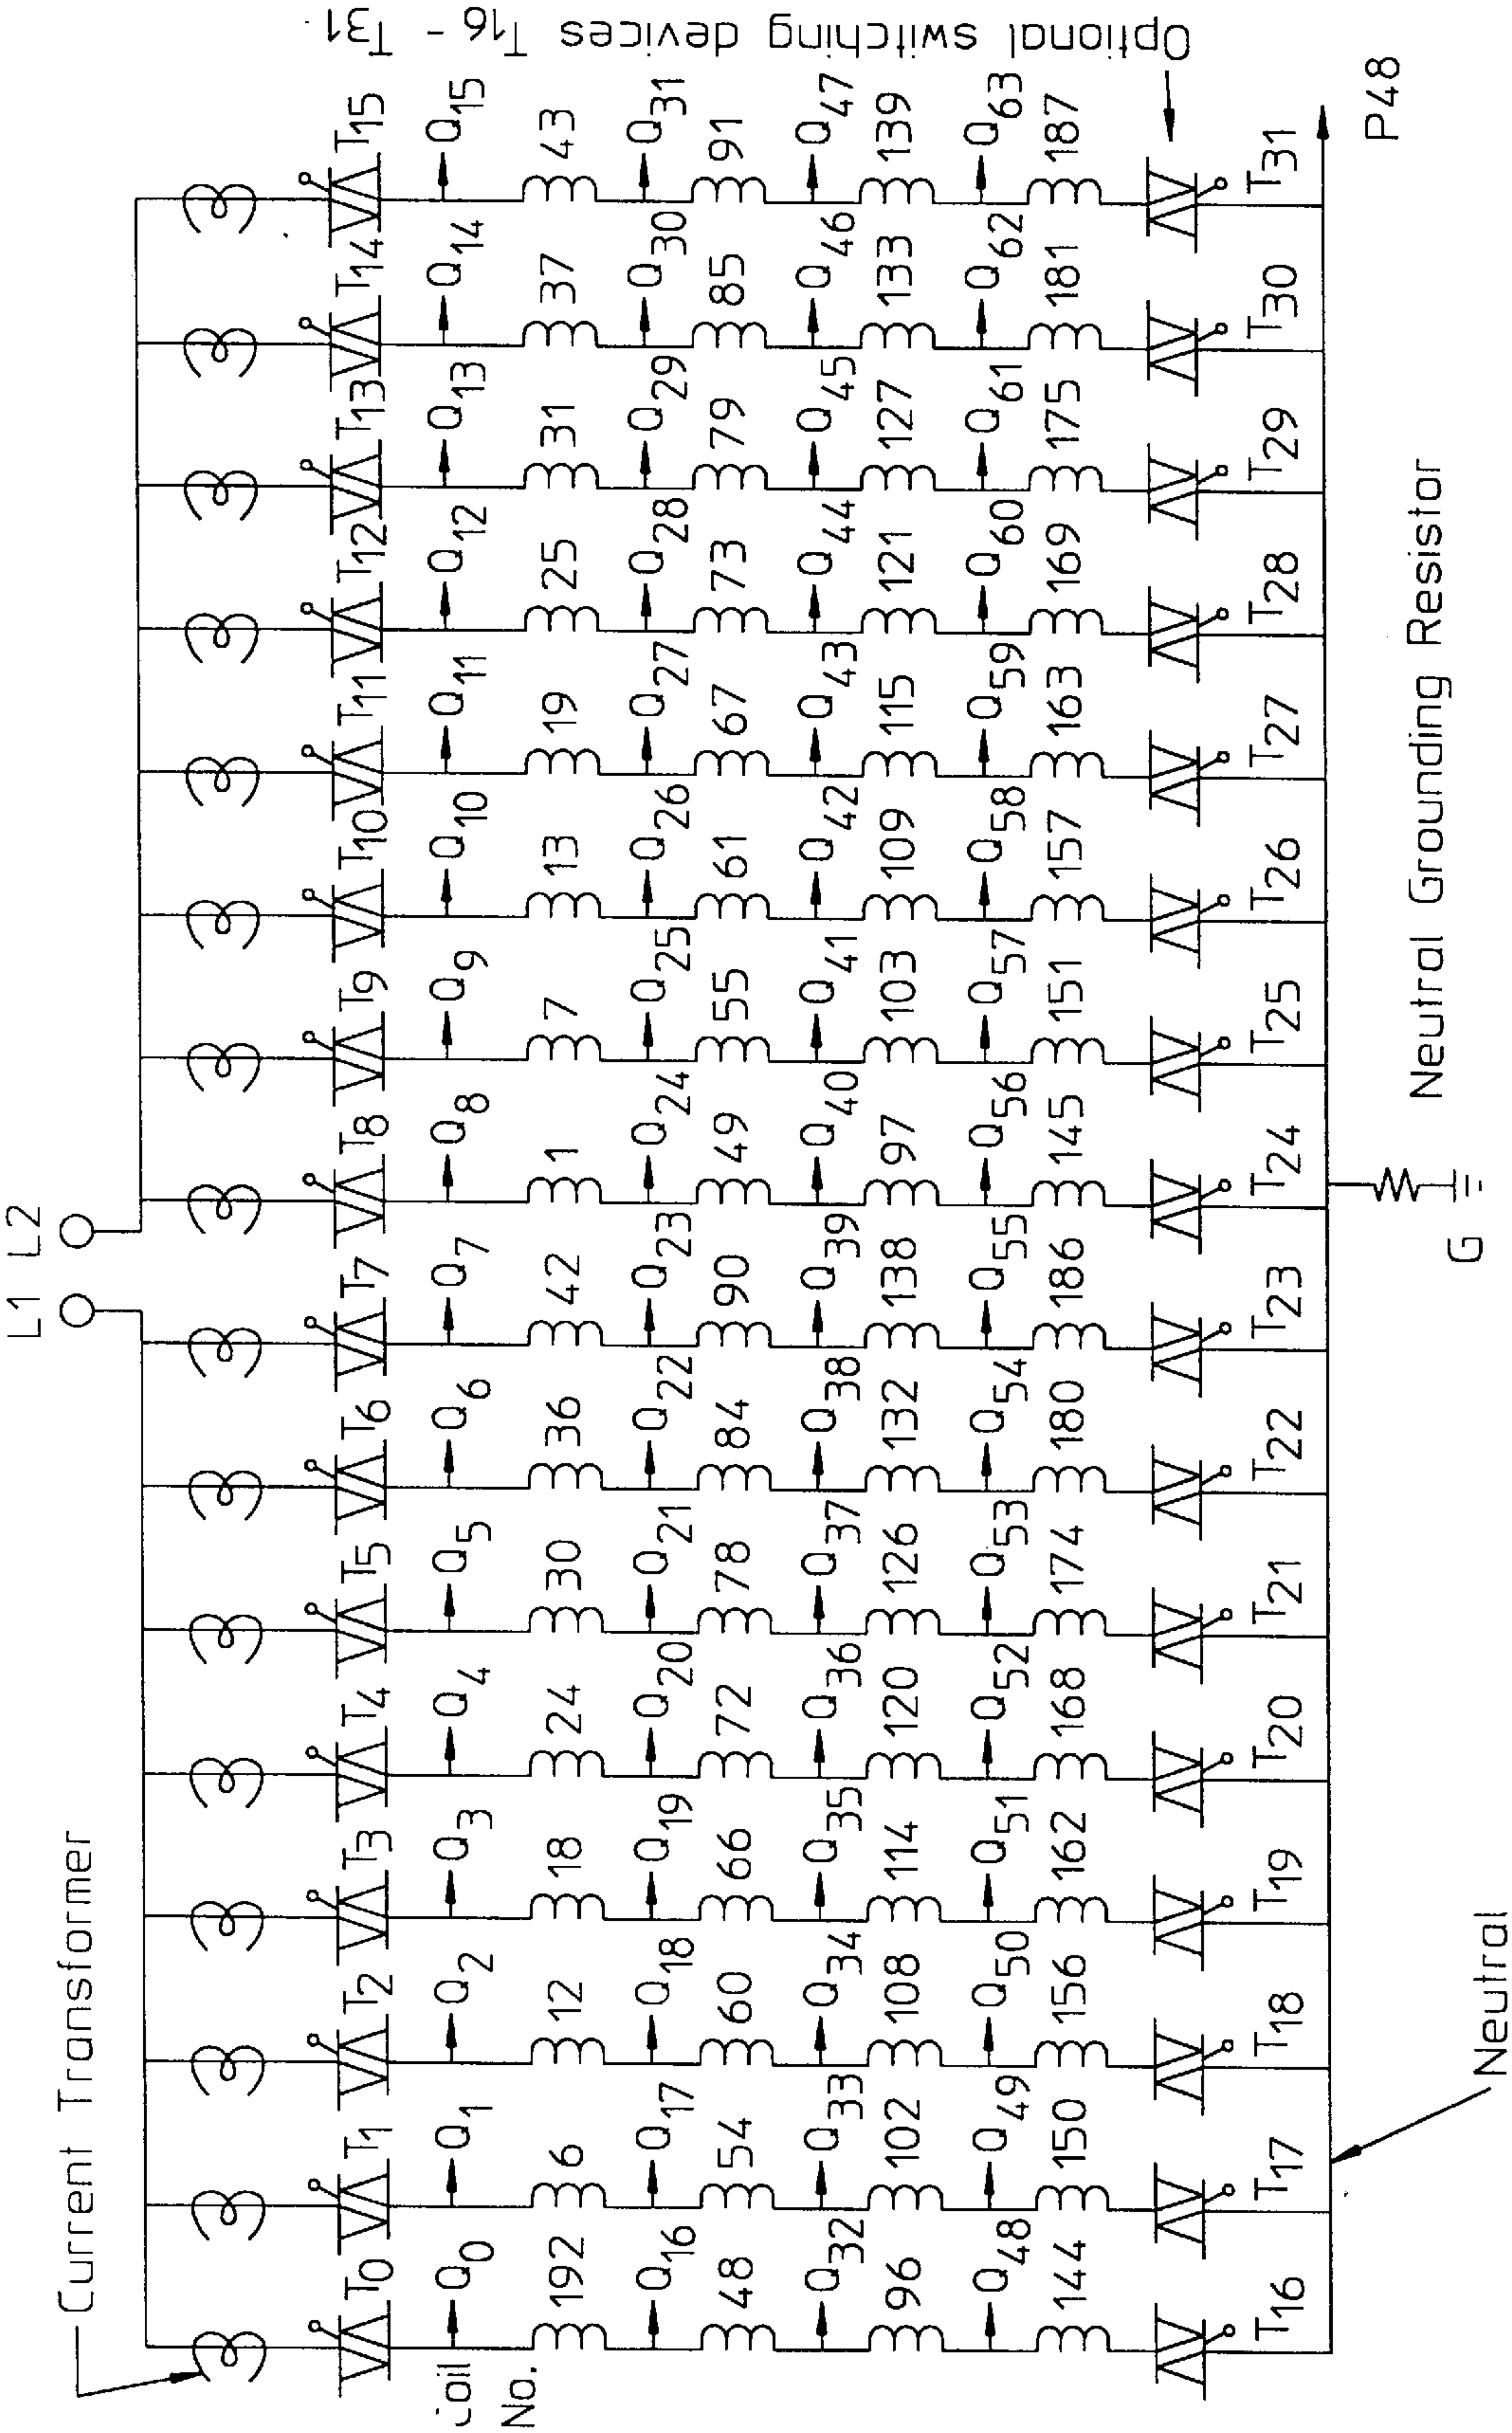 L1 L2
Current Transformer
T0 T1 T2 T3 T4 T5 T6 T7 T8 T9 T10 T11 T12 T13 T14 T15
Q0 Q1 Q2 Q3 Q4 Q5 Q6 Q7 Q8 Q9 Q10 Q11 Q12 Q13 Q14 Q15
Coil
No.
192 6 12 18 24 30 36 42 1 7 13 19 25 31 37 43
Q16 Q17 Q18 Q19 Q20 Q21 Q22 Q23 Q24 Q25 Q26 Q27 Q28 Q29 Q30 Q31
48 54 60 66 72 78 84 90 49 55 61 67 73 79 85 91
Q32 Q33 Q34 Q35 Q36 Q37 Q38 Q39 Q40 Q41 Q42 Q43 Q44 Q45 Q46 Q47
96 102 108 114 120 126 132 138 97 103 109 115 121 127 133 139
Q48 Q49 Q50 Q51 Q52 Q53 Q54 Q55 Q56 Q57 Q58 Q59 Q60 Q61 Q62 Q63
144 150 156 162 168 174 180 186 145 151 157 163 169 175 181 187
T16 T17 T18 T19 T20 T21 T22 T23 T24 T25 T26 T27 T28 T29 T30 T31
Optional switching devices T16 - T31
P48
Neutral
G
Neutral Grounding Resistor